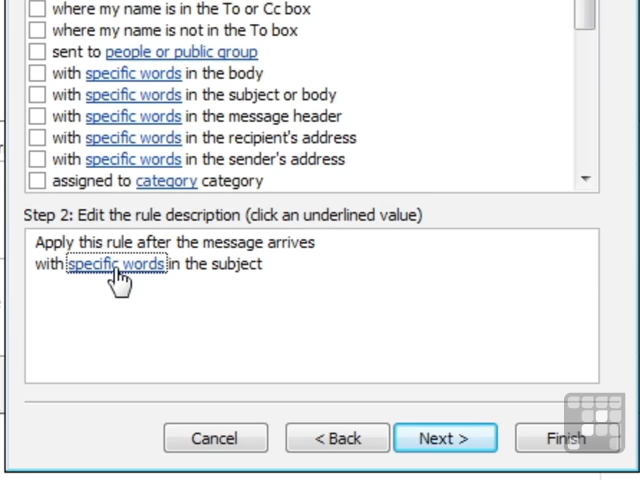 where my name is in the To or Cc box
where my name is not in the To box
sent to people or public group
with specific words in the body
with specific words in the subject or body
with specific words in the message header
with specific words in the recipient's address
with specific words in the sender's address
assigned to category category
Step 2: Edit the rule description (click an underlined value)
Apply this rule after the message arrives
with specific words in the subject
Cancel
< Back
Next >
Finish